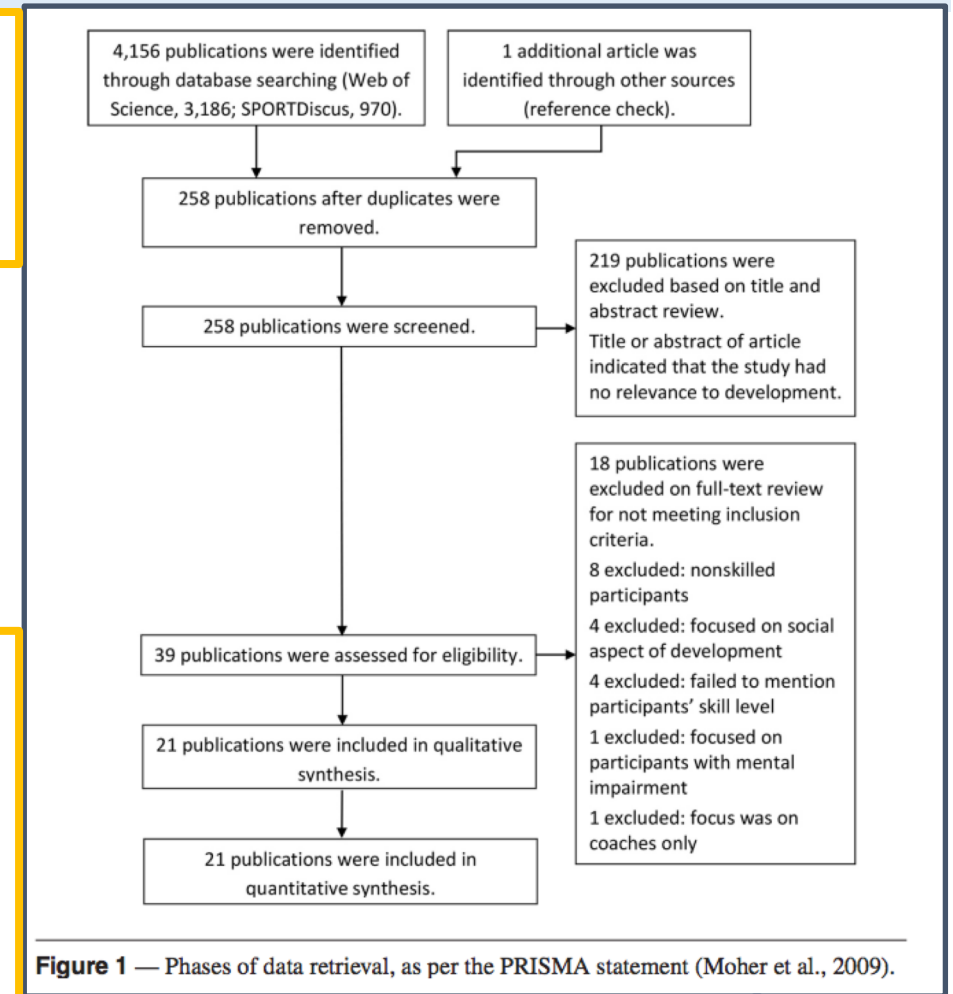 4,156 publications were identified
through database searching (Web of
Science, 3,186; SPORTDiscus, 970).
1 additional article was
identified through other sources
(reference check).
258 publications after duplicates were
removed.
258 publications were screened.
219 publications were
excluded based on title and
abstract review.
Title or abstract of article
indicated that the study had
no relevance to development.
39 publications were assessed for eligibility.
18 publications were
excluded on full-text review
for not meeting inclusion
criteria.
8 excluded: nonskilled
participants
4 excluded: focused on social
aspect of development
4 excluded: failed to mention
participants' skill level
1 excluded: focused on
participants with mental
impairment
1 excluded: focus was on
coaches only
21 publications were included in qualitative
synthesis.
21 publications were included in
quantitative synthesis.
Figure 1 — Phases of data retrieval, as per the PRISMA statement (Moher et al., 2009).